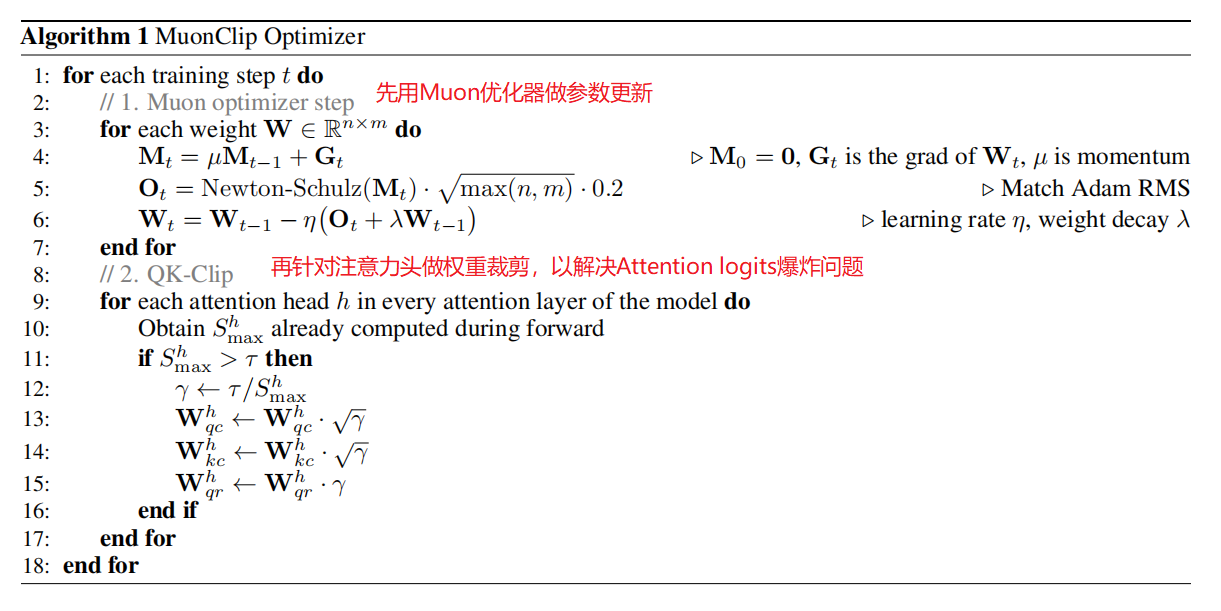 Algorithm 1 MuonClip Optimizer
1: for each training step t do
2: // 1. Muon optimizer step 先用Muon优化器做参数更新
3: for each weight W ∈ ℝⁿˣᵐ do
4: M_t = μM_{t−1} + G_t ▷ M_0 = 0, G_t is the grad of W_t, μ is momentum
5: O_t = Newton-Schulz(M_t) · √max(n, m) · 0.2 ▷ Match Adam RMS
6: W_t = W_{t−1} − η(O_t + λW_{t−1}) ▷ learning rate η, weight decay λ
7: end for
8: // 2. QK-Clip 再针对注意力头做权重裁剪，以解决Attention logits爆炸问题
9: for each attention head h in every attention layer of the model do
10: Obtain S^h_max already computed during forward
11: if S^h_max > τ then
12: γ ← τ/S^h_max
13: W^h_qc ← W^h_qc · √γ
14: W^h_kc ← W^h_kc · √γ
15: W^h_qr ← W^h_qr · γ
16: end if
17: end for
18: end for